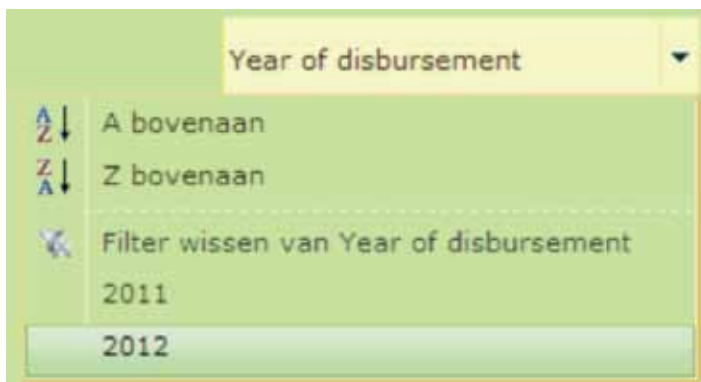 Year of disbursement
A bovenaan
Z bovenaan
Filter wissen van Year of disbursement
2011
2012